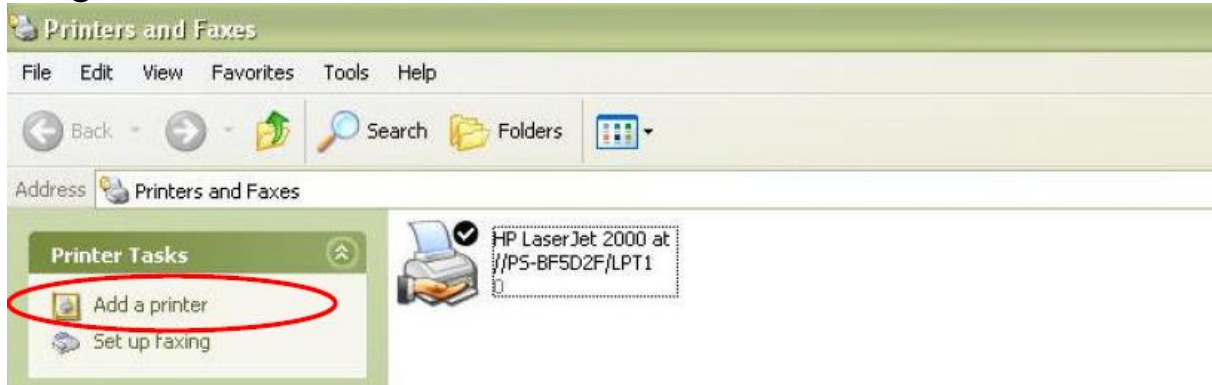 Printers and Faxes
File Edit View Favorites Tools Help
Back Search Folders
Address Printers and Faxes
Printer Tasks
Add a printer
Set up faxing
HP LaserJet 2000 at
//PS-BF5D2F/LPT1
0